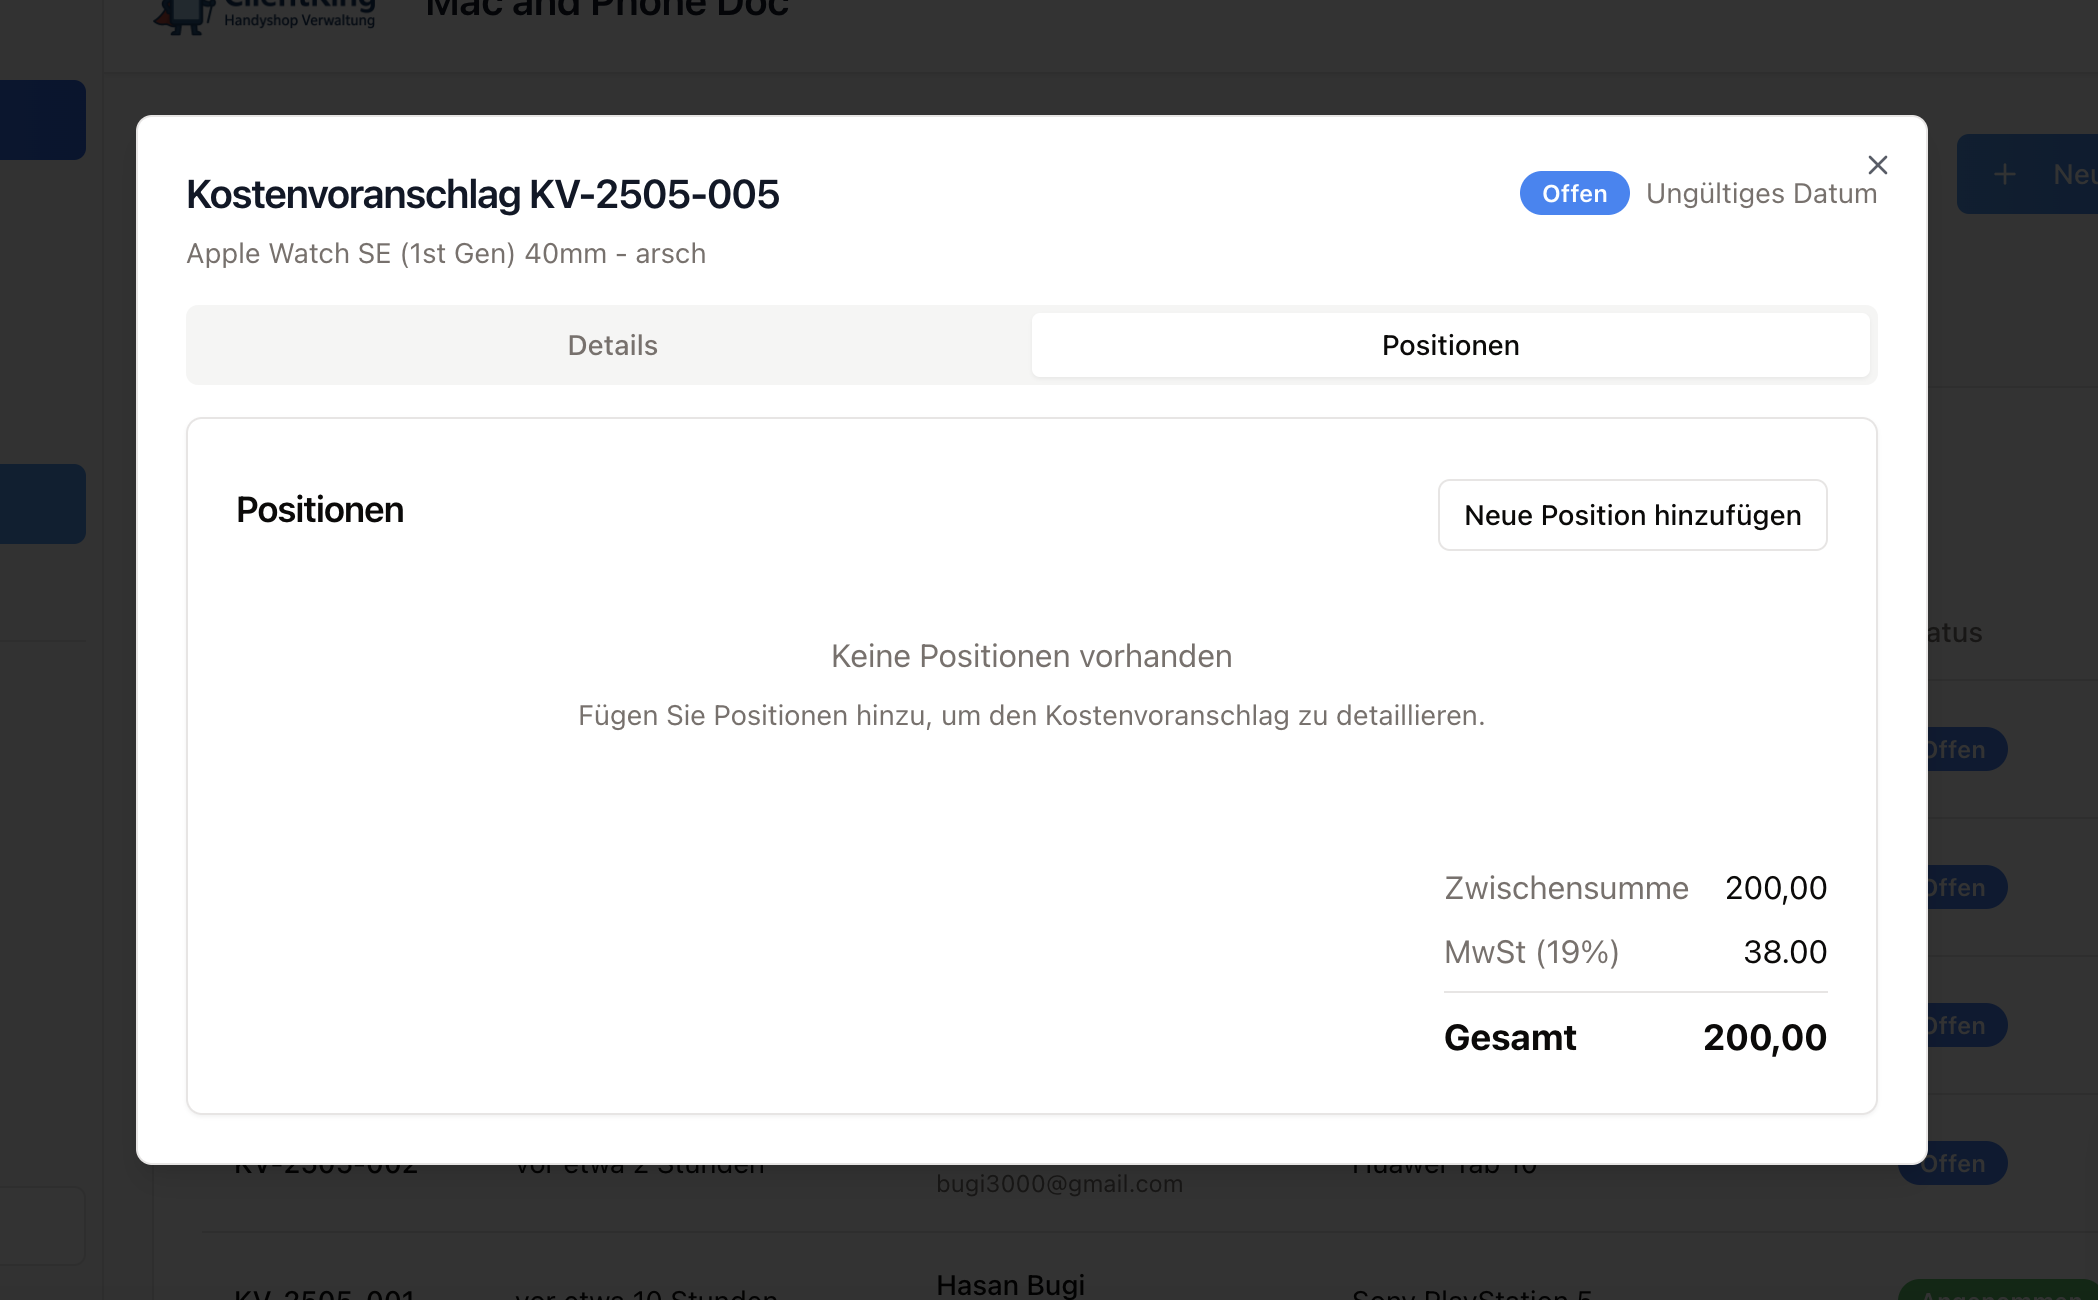 ClientKing
Handyshop Verwaltung
Mac and Phone Doc
Neu
Kostenvoranschlag KV-2505-005
Offen
Ungültiges Datum
Apple Watch SE (1st Gen) 40mm - arsch
Details
Positionen
Positionen
Neue Position hinzufügen
Keine Positionen vorhanden
Fügen Sie Positionen hinzu, um den Kostenvoranschlag zu detaillieren.
atus
Offen
Offen
Offen
Zwischensumme 200,00
MwSt (19%) 38.00
Gesamt 200,00
KV-2505-002 vor etwa 2 Stunden Huawei Tab 10 Offen
bugi3000@gmail.com
Hasan Bugi
KV-2505-001 vor etwa 10 Stunden Sony PlayStation 5 Angenommen